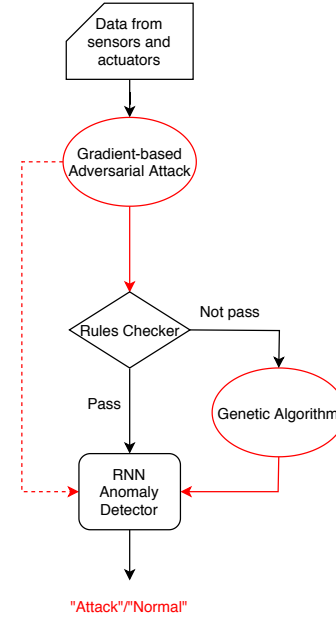 Data from
sensors and
actuators
Gradient-based
Adversarial Attack
Rules Checker
Not pass
Pass
Genetic Algorithm
RNN
Anomaly
Detector
"Attack"/"Normal"